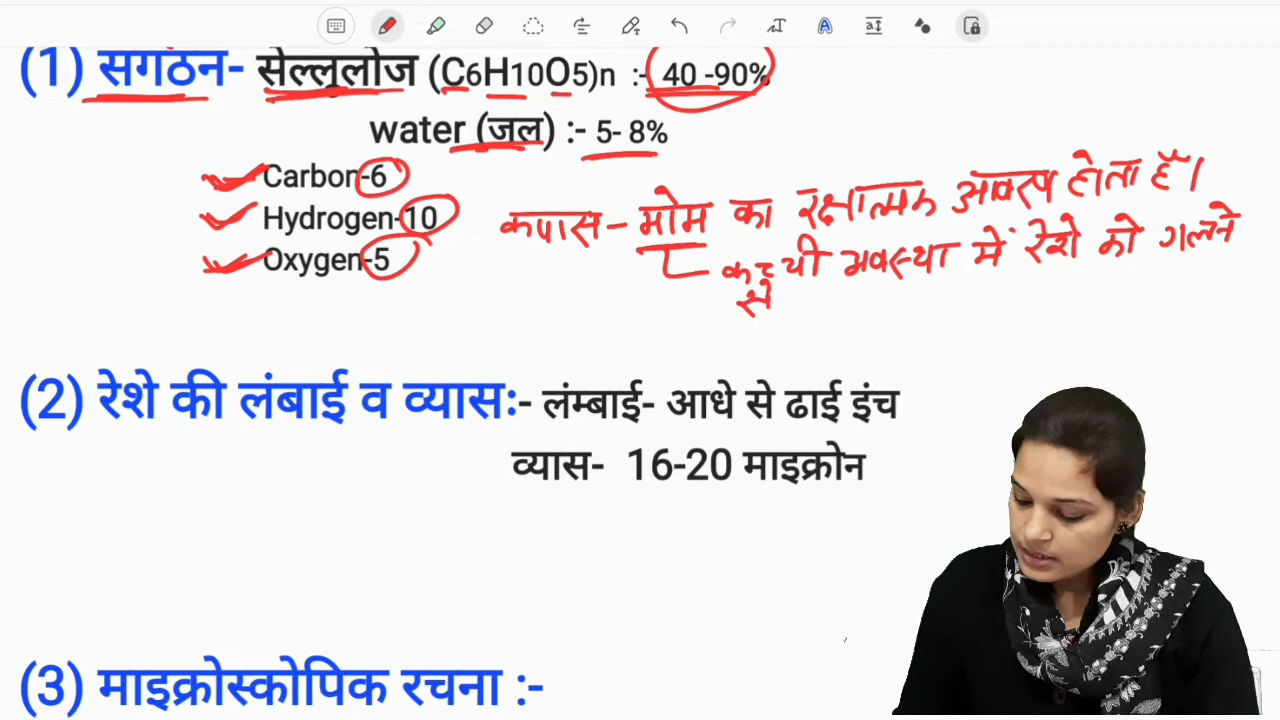 (1) सगठन- सेल्लूलोज (C6H10O5)n :- 40 -90%
water (जल) :- 5- 8%
Carbon-6
Hydrogen-10
Oxygen-5
कपास - मोम का रक्षात्मक आवरण होता है।
कच्ची अवस्था में रेशे को गलने
से
(2) रेशे की लंबाई व व्यासः- लंम्बाई- आधे से ढाई इंच
व्यास- 16-20 माइक्रोन
(3) माइक्रोस्कोपिक रचना :-